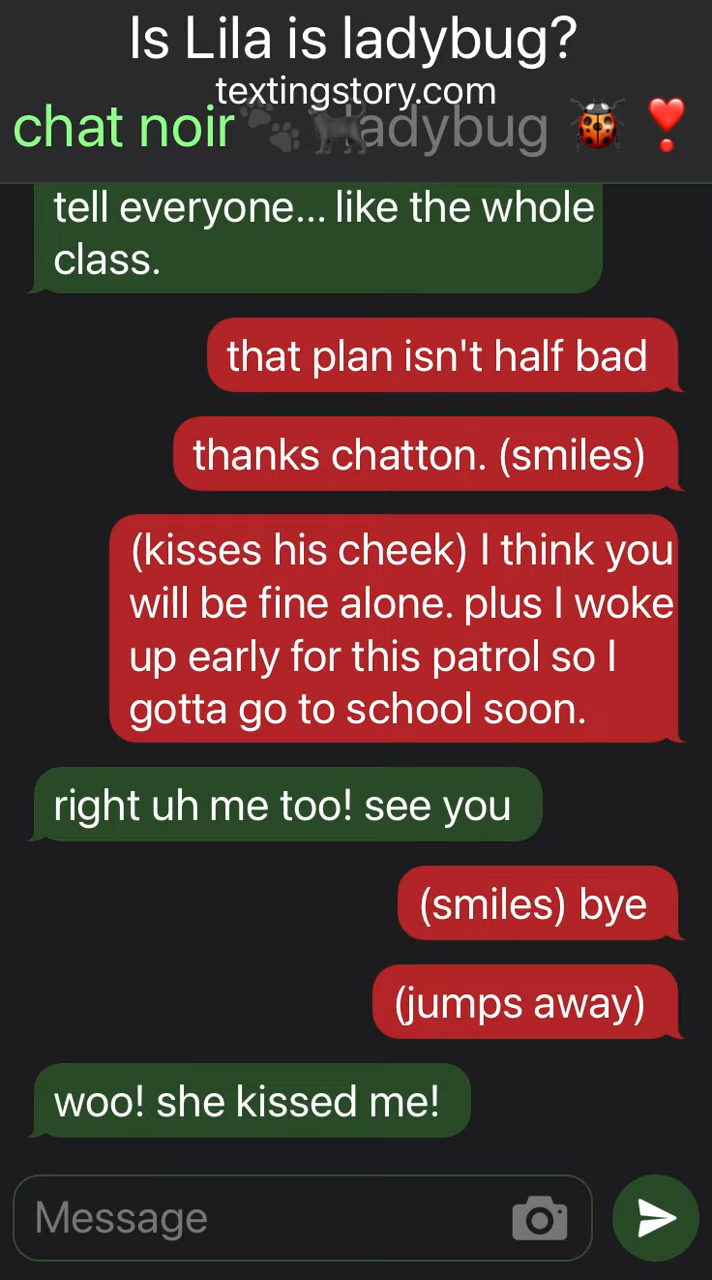 Is Lila is ladybug?
textingstory.com
chat noir🐾🐈‍⬛ladybug 🐞 ❣️
tell everyone... like the whole
class.
that plan isn't half bad
thanks chatton. (smiles)
(kisses his cheek) I think you
will be fine alone. plus I woke
up early for this patrol so I
gotta go to school soon.
right uh me too! see you
(smiles) bye
(jumps away)
woo! she kissed me!
Message